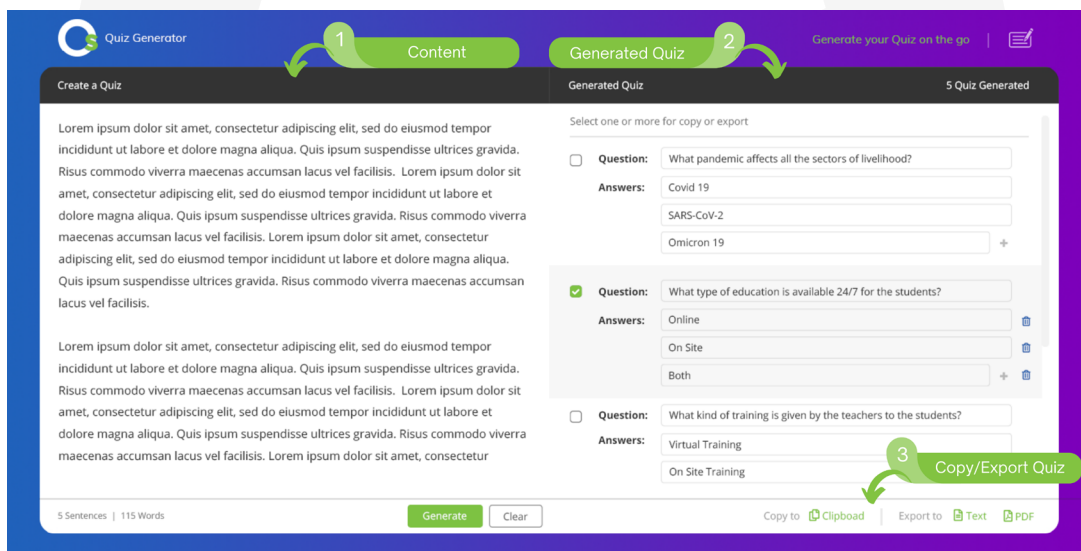 Quiz Generator
1
Content
Generated Quiz
2
Generate your Quiz on the go |
Create a Quiz
Generated Quiz
5 Quiz Generated
Lorem ipsum dolor sit amet, consectetur adipiscing elit, sed do eiusmod tempor
incididunt ut labore et dolore magna aliqua. Quis ipsum suspendisse ultrices gravida.
Risus commodo viverra maecenas accumsan lacus vel facilisis. Lorem ipsum dolor sit
amet, consectetur adipiscing elit, sed do eiusmod tempor incididunt ut labore et
dolore magna aliqua. Quis ipsum suspendisse ultrices gravida. Risus commodo viverra
maecenas accumsan lacus vel facilisis. Lorem ipsum dolor sit amet, consectetur
adipiscing elit, sed do eiusmod tempor incididunt ut labore et dolore magna aliqua.
Quis ipsum suspendisse ultrices gravida. Risus commodo viverra maecenas accumsan
lacus vel facilisis.
Lorem ipsum dolor sit amet, consectetur adipiscing elit, sed do eiusmod tempor
incididunt ut labore et dolore magna aliqua. Quis ipsum suspendisse ultrices gravida.
Risus commodo viverra maecenas accumsan lacus vel facilisis. Lorem ipsum dolor sit
amet, consectetur adipiscing elit, sed do eiusmod tempor incididunt ut labore et
dolore magna aliqua. Quis ipsum suspendisse ultrices gravida. Risus commodo viverra
maecenas accumsan lacus vel facilisis. Lorem ipsum dolor sit amet, consectetur
Select one or more for copy or export
Question: What pandemic affects all the sectors of livelihood?
Answers: Covid 19
SARS-CoV-2
Omicron 19 +
Question: What type of education is available 24/7 for the students?
Answers: Online
On Site
Both +
Question: What kind of training is given by the teachers to the students?
Answers: Virtual Training
On Site Training
3
Copy/Export Quiz
5 Sentences | 115 Words
Generate
Clear
Copy to Clipboad | Export to Text PDF